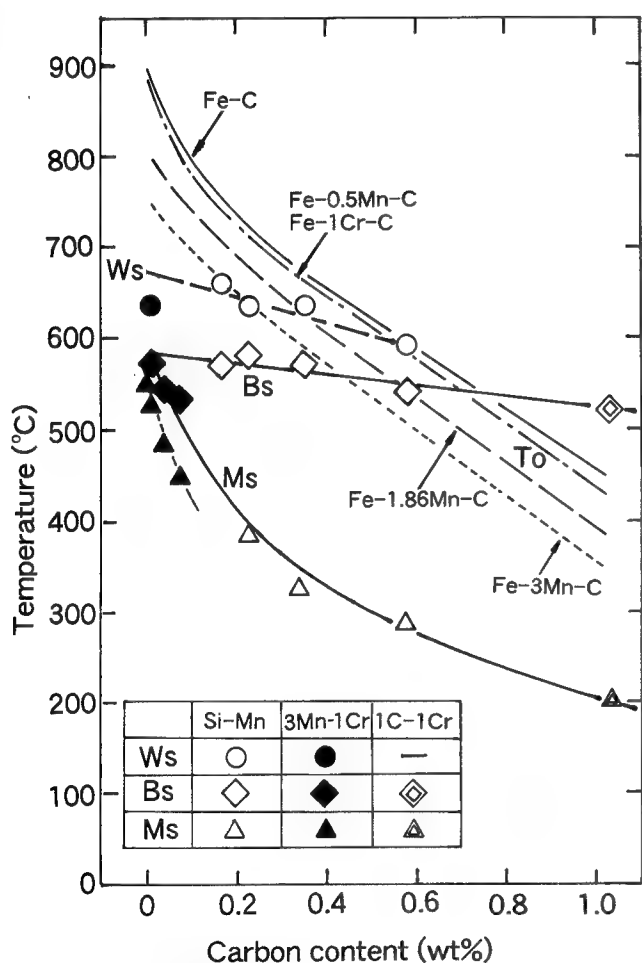 900
800
700
600
500
400
300
200
100
0
Temperature (°C)
Fe-C
Fe-0.5Mn-C
Fe-1Cr-C
Ws
Bs
Ms
To
Fe-1.86Mn-C
Fe-3Mn-C
Si-Mn 3Mn-1Cr 1C-1Cr
Ws
Bs
Ms
0 0.2 0.4 0.6 0.8 1.0
Carbon content (wt%)